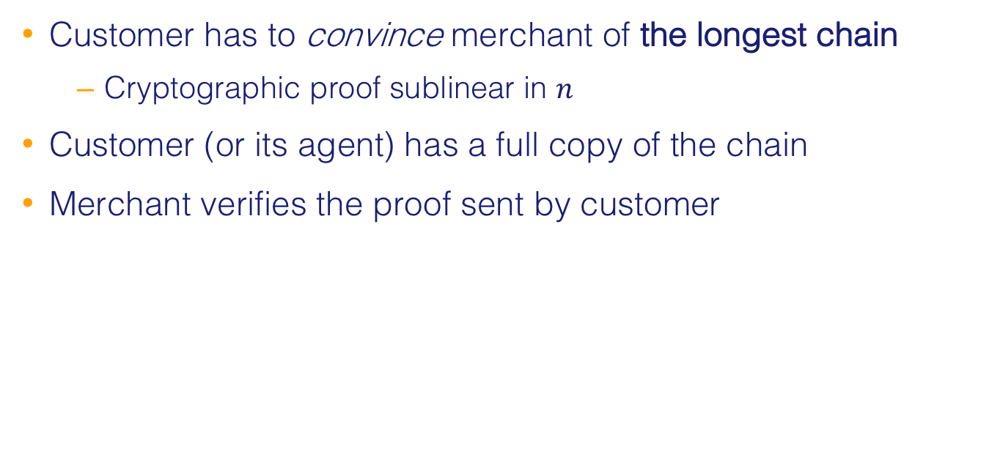 • Customer has to convince merchant of the longest chain
– Cryptographic proof sublinear in n
• Customer (or its agent) has a full copy of the chain
• Merchant verifies the proof sent by customer